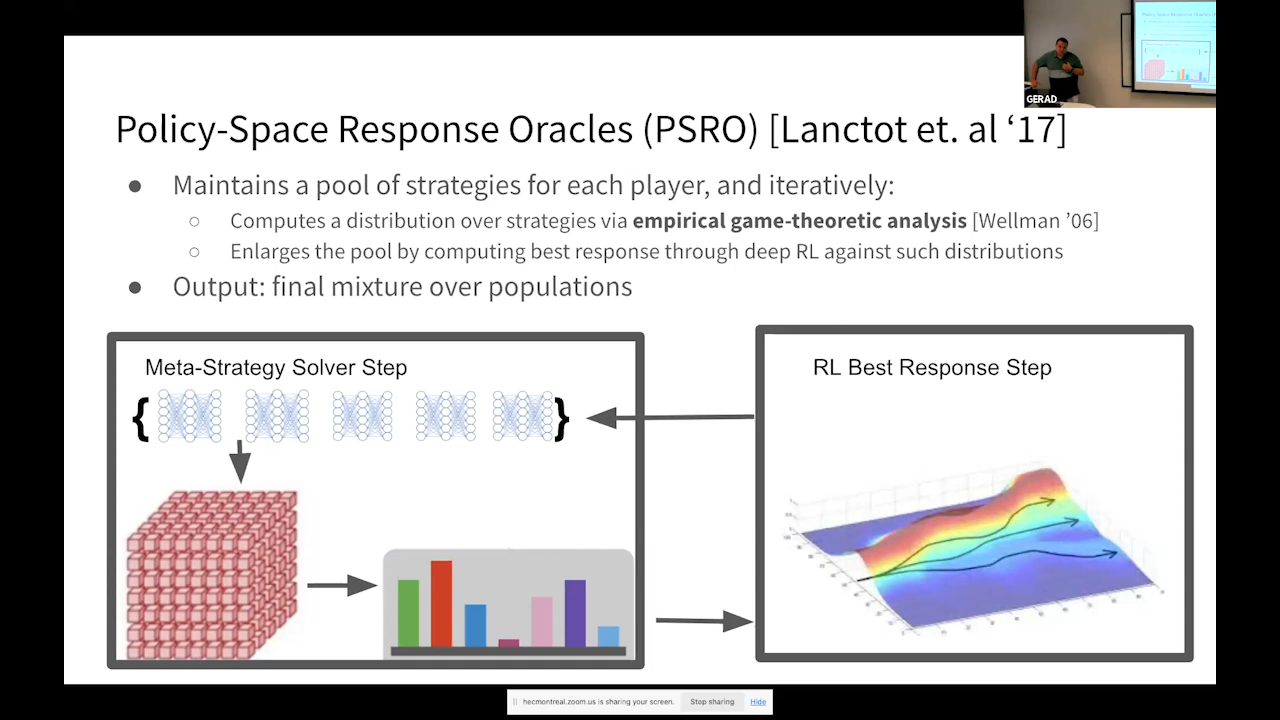 GERAD
Policy-Space Response Oracles (PSRO) [Lanctot et. al ‘17]
● Maintains a pool of strategies for each player, and iteratively:
○ Computes a distribution over strategies via empirical game-theoretic analysis [Wellman ’06]
○ Enlarges the pool by computing best response through deep RL against such distributions
● Output: final mixture over populations
Meta-Strategy Solver Step
{ }
RL Best Response Step
hecmontreal.zoom.us is sharing your screen. Stop sharing Hide